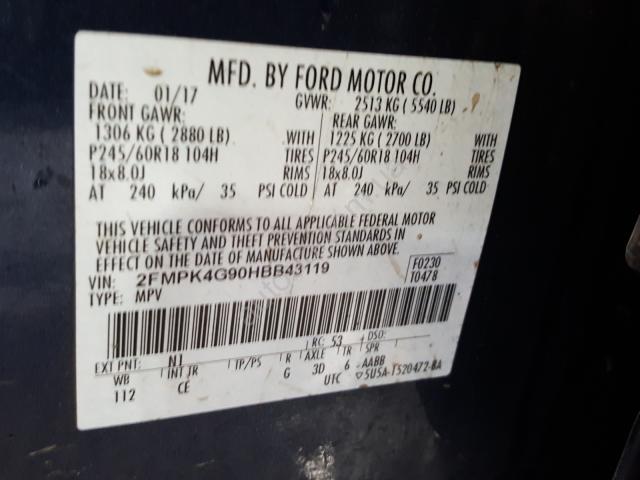 MFD. BY FORD MOTOR CO.
DATE: 01/17 GVWR: 2513 KG ( 5540 LB)
FRONT GAWR: REAR GAWR:
1306 KG ( 2880 LB) WITH 1225 KG ( 2700 LB) WITH
P245/60R18 104H TIRES P245/60R18 104H TIRES
18x8.0J RIMS 18x8.0J RIMS
AT 240 kPa/ 35 PSI COLD AT 240 kPa/ 35 PSI COLD
THIS VEHICLE CONFORMS TO ALL APPLICABLE FEDERAL MOTOR
VEHICLE SAFETY AND THEFT PREVENTION STANDARDS IN
EFFECT ON THE DATE OF MANUFACTURE SHOWN ABOVE.
VIN: 2FMPK4G90HBB43119 F0230
TYPE: MPV T0478
EXT PNT: N1 RC: 53 DSO:
WB INT TR TP/PS R AXLE TR SPR
112 CE G 3D 6 AABB
UTC 5U5A-1520472-BA